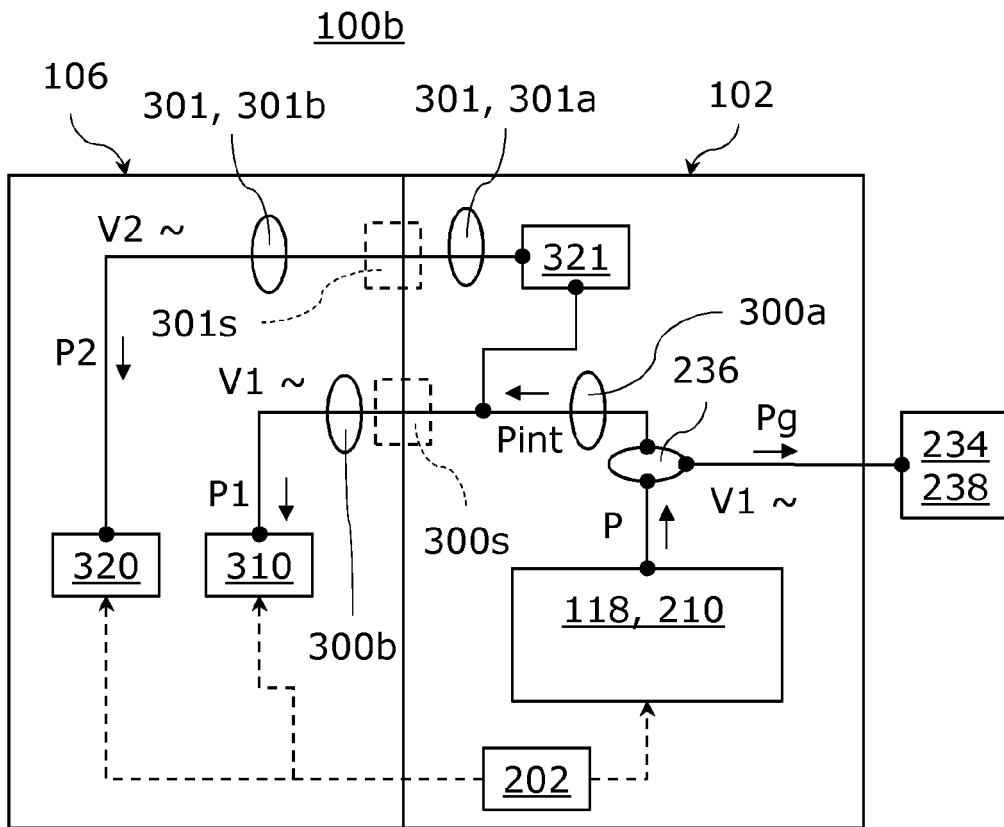 100b
106
301, 301b
301, 301a
102
V2 ~
321
301s
300a
P2
V1 ~
236
Pint
Pg
234
238
P1
V1 ~
300s
P
320
310
118, 210
300b
202